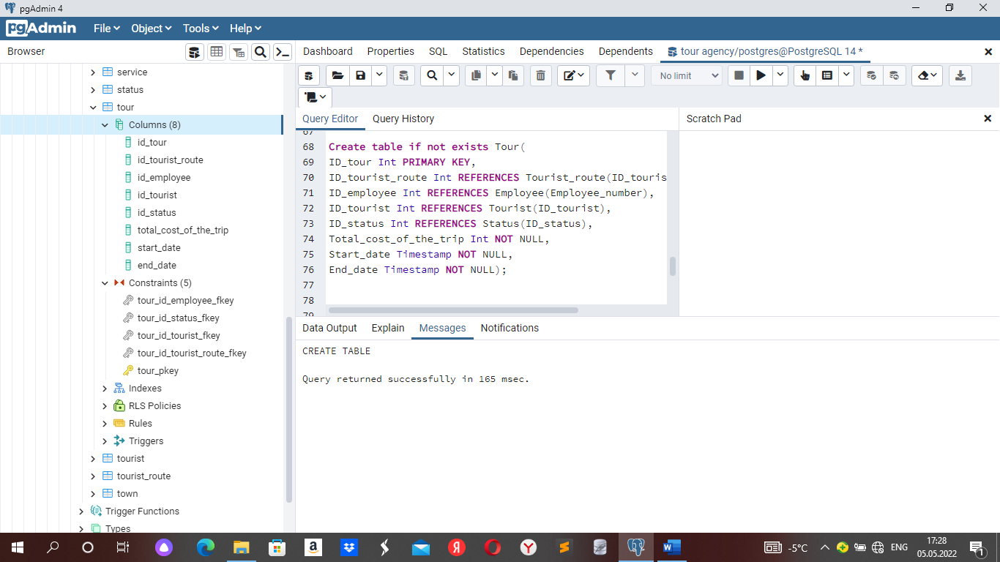 pgAdmin 4
pgAdmin File Object Tools Help
Browser
Dashboard Properties SQL Statistics Dependencies Dependents tour agency/postgres@PostgreSQL 14 *
No limit
Query Editor Query History
Scratch Pad
service
status
tour
Columns (8)
id_tour
id_tourist_route
id_employee
id_tourist
id_status
total_cost_of_the_trip
start_date
end_date
Constraints (5)
tour_id_employee_fkey
tour_id_status_fkey
tour_id_tourist_fkey
tour_id_tourist_route_fkey
tour_pkey
Indexes
RLS Policies
Rules
Triggers
tourist
tourist_route
town
Trigger Functions
Types
67
68 Create table if not exists Tour(
69 ID_tour Int PRIMARY KEY,
70 ID_tourist_route Int REFERENCES Tourist_route(ID_touris
71 ID_employee Int REFERENCES Employee(Employee_number),
72 ID_tourist Int REFERENCES Tourist(ID_tourist),
73 ID_status Int REFERENCES Status(ID_status),
74 Total_cost_of_the_trip Int NOT NULL,
75 Start_date Timestamp NOT NULL,
76 End_date Timestamp NOT NULL);
77
78
79
Data Output Explain Messages Notifications
CREATE TABLE
Query returned successfully in 165 msec.
-5°C ENG 17:28
05.05.2022
1